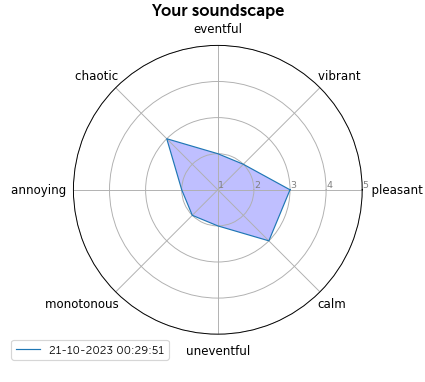 Your soundscape
eventful
chaotic
vibrant
annoying
1
2
3
4
5
pleasant
monotonous
calm
21-10-2023 00:29:51
uneventful